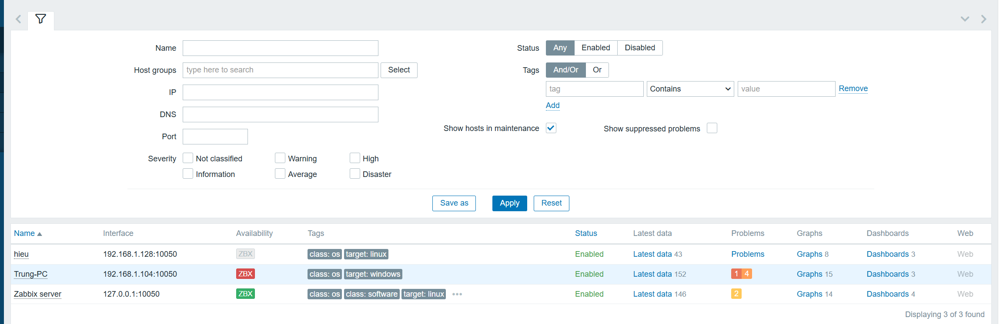 Name
Status Any Enabled Disabled
Host groups type here to search Select
Tags And/Or Or
IP
tag Contains value Remove
DNS
Add
Show hosts in maintenance Show suppressed problems
Port
Severity Not classified Warning High
Information Average Disaster
Save as Apply Reset
Name Interface Availability Tags Status Latest data Problems Graphs Dashboards Web
hieu 192.168.1.128:10050 ZBX class: os target: linux Enabled Latest data 43 Problems Graphs 8 Dashboards 3 Web
Trung-PC 192.168.1.104:10050 ZBX class: os target: windows Enabled Latest data 152 1 4 Graphs 15 Dashboards 3 Web
Zabbix server 127.0.0.1:10050 ZBX class: os class: software target: linux ••• Enabled Latest data 146 2 Graphs 14 Dashboards 4 Web
Displaying 3 of 3 found